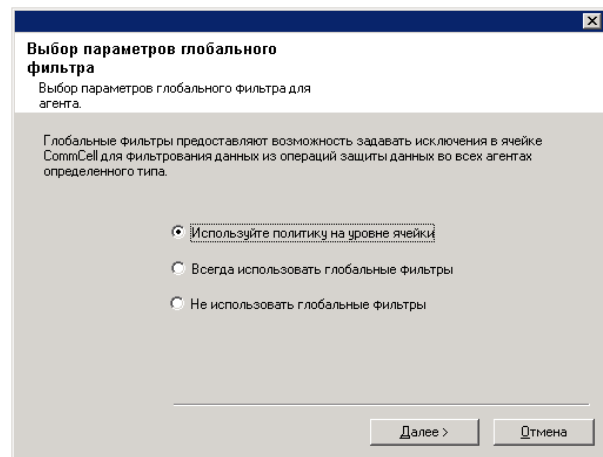 Выбор параметров глобального
фильтра
Выбор параметров глобального фильтра для
агента.
Глобальные фильтры предоставляют возможность задавать исключения в ячейке
CommCell для фильтрования данных из операций защиты данных во всех агентах
определенного типа.
Используйте политику на уровне ячейки
Всегда использовать глобальные фильтры
Не использовать глобальные фильтры
Далее >
Отмена